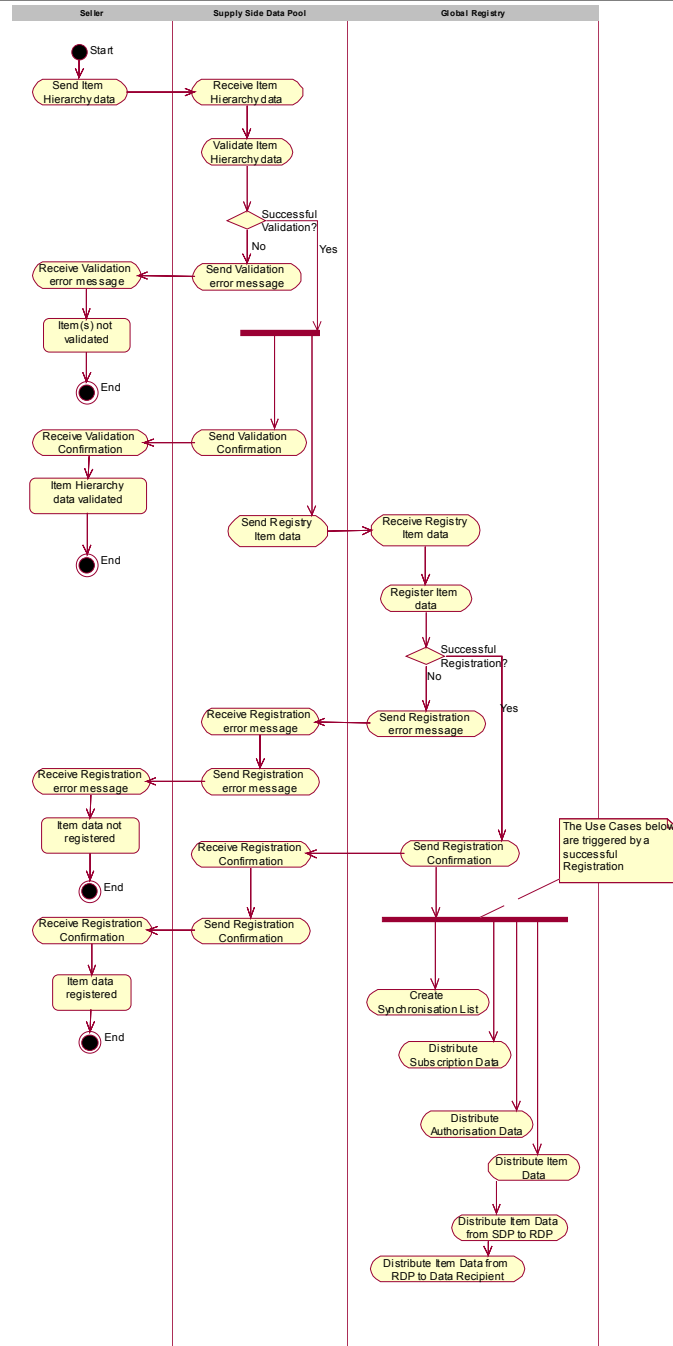 Seller
Supply Side Data Pool
Global Registry
Start
Send Item
Hierarchy data
Receive Item
Hierarchy data
Validate Item
Hierarchy data
Successful
Validation?
No
Yes
Receive Validation
error message
Send Validation
error message
Item(s) not
validated
End
Receive Validation
Confirmation
Send Validation
Confirmation
Item Hierarchy
data validated
End
Send Registry
Item data
Receive Registry
Item data
Register Item
data
Successful
Registration?
No
Yes
Receive Registration
error message
Send Registration
error message
Receive Registration
error message
Send Registration
error message
Item data not
registered
End
The Use Cases below
are triggered by a
successful
Registration
Receive Registration
Confirmation
Send Registration
Confirmation
Receive Registration
Confirmation
Send Registration
Confirmation
Item data
registered
End
Create
Synchronisation List
Distribute
Subscription Data
Distribute
Authorisation Data
Distribute Item
Data
Distribute Item Data
from SDP to RDP
Distribute Item Data from
RDP to Data Recipient